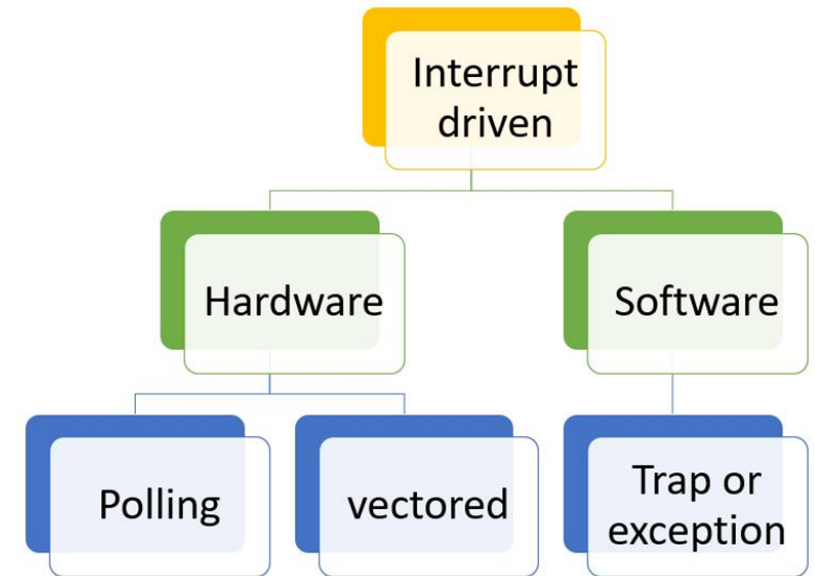 Interrupt
driven
Hardware
Software
Polling
vectored
Trap or
exception